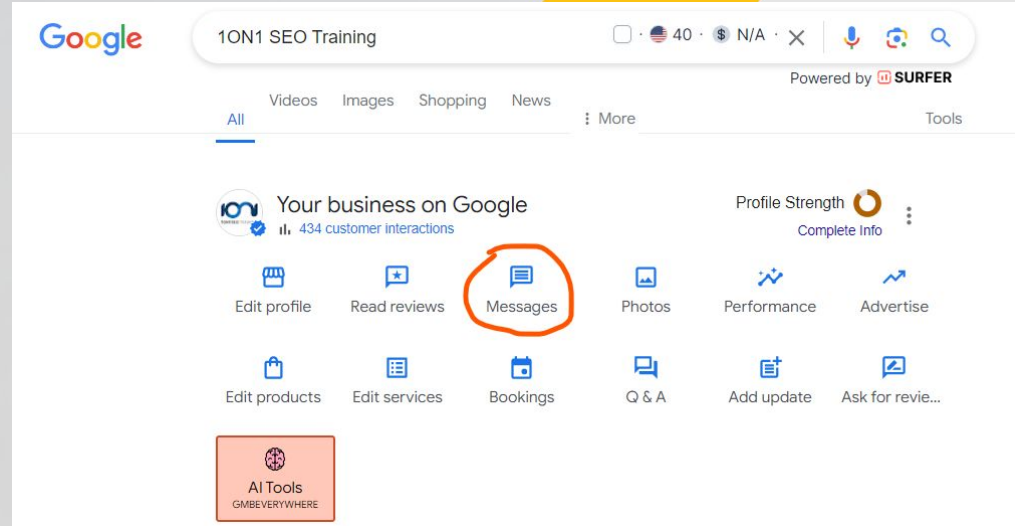 Google
1ON1 SEO Training
40 · $ N/A ·
Powered by SURFER
All
Videos Images Shopping News
More
Tools
1ON1
Your business on Google
434 customer interactions
Profile Strength
Complete Info
Edit profile Read reviews Messages Photos Performance Advertise
Edit products Edit services Bookings Q & A Add update Ask for revie...
AI Tools
GMBEVERYWHERE